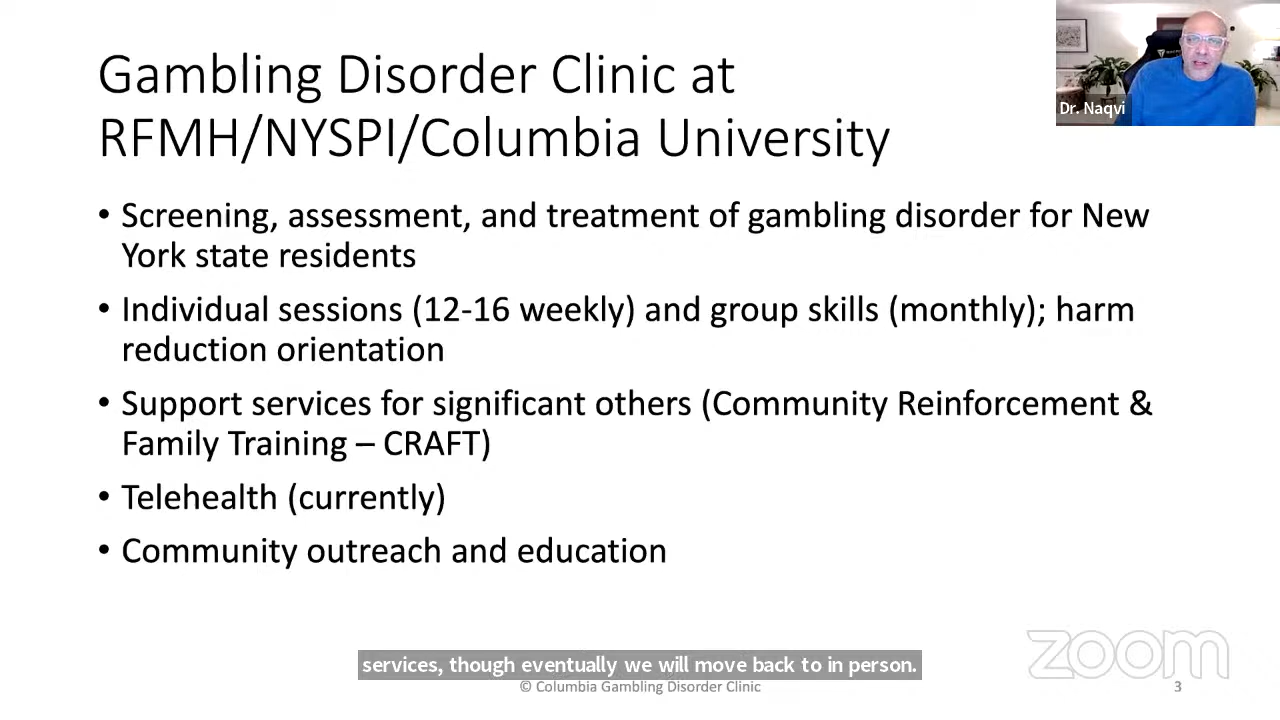 Gambling Disorder Clinic at
RFMH/NYSPI/Columbia University
Dr. Naqvi
• Screening, assessment, and treatment of gambling disorder for New
York state residents
• Individual sessions (12-16 weekly) and group skills (monthly); harm
reduction orientation
• Support services for significant others (Community Reinforcement &
Family Training – CRAFT)
• Telehealth (currently)
• Community outreach and education
zoom
services, though eventually we will move back to in person.
© Columbia Gambling Disorder Clinic
3